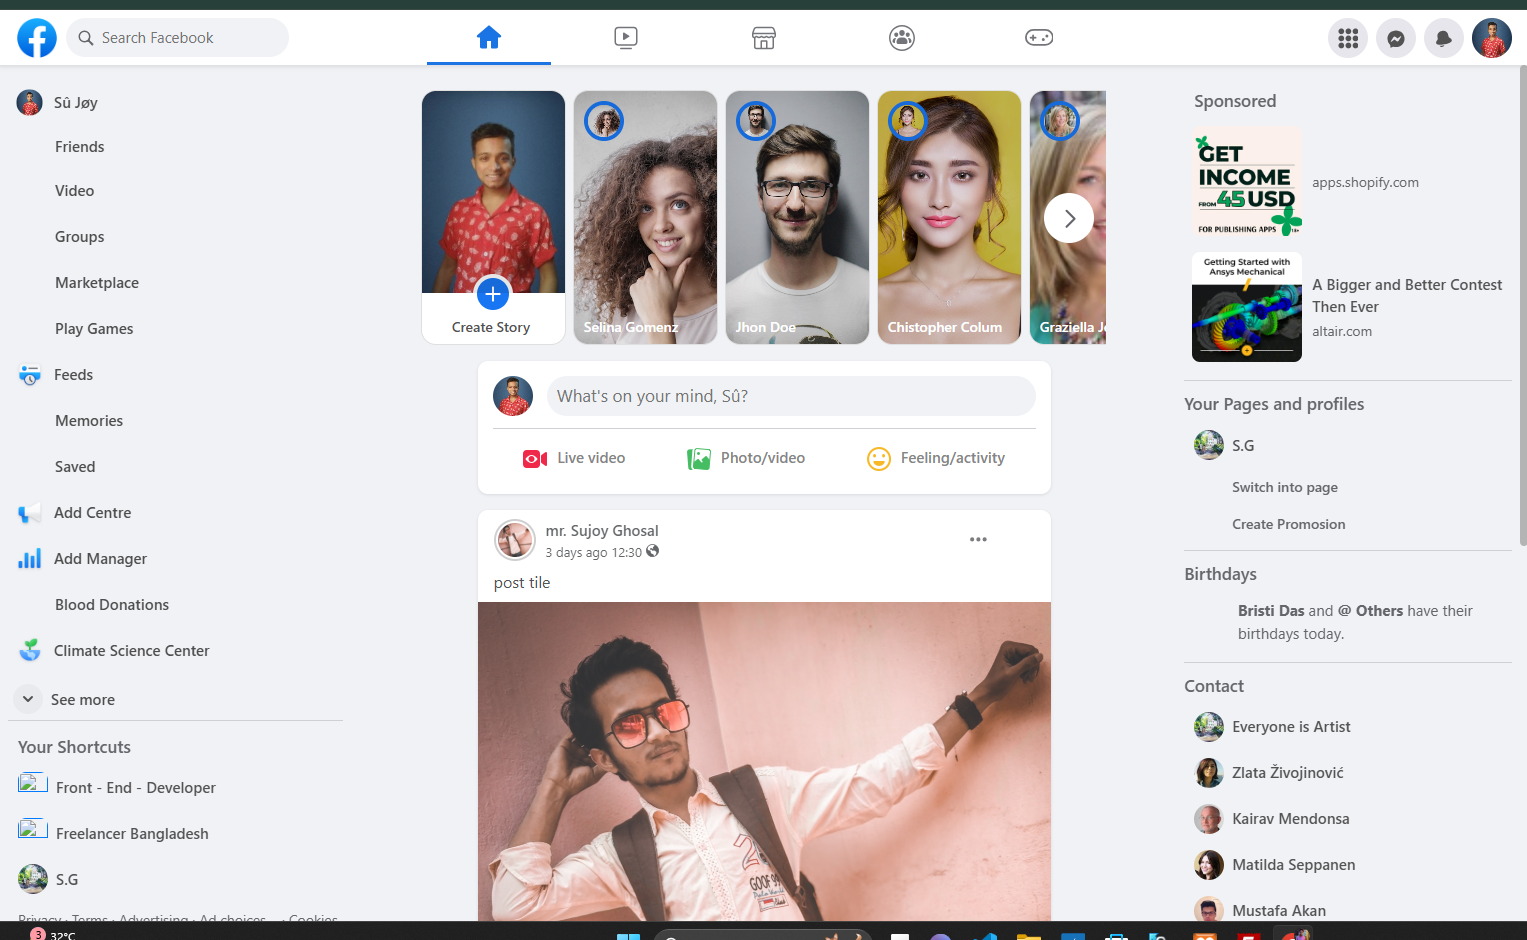 Search Facebook
Sû Jøy
Friends
Video
Groups
Marketplace
Play Games
Feeds
Memories
Saved
Add Centre
Add Manager
Blood Donations
Climate Science Center
See more
Your Shortcuts
Front - End - Developer
Freelancer Bangladesh
S.G
Privacy · Terms · Advertising · Ad choices · Cookies
Create Story
Selina Gomenz
Jhon Doe
Chistopher Colum
Graziella
What's on your mind, Sû?
Live video
Photo/video
Feeling/activity
mr. Sujoy Ghosal
3 days ago 12:30
post tile
GOOF 99
Sponsored
GET
INCOME
FROM 45 USD
FOR PUBLISHING APPS
18+
apps.shopify.com
Getting Started with
Ansys Mechanical
A Bigger and Better Contest
Then Ever
altair.com
Your Pages and profiles
S.G
Switch into page
Create Promosion
Birthdays
Bristi Das and @ Others have their
birthdays today.
Contact
Everyone is Artist
Zlata Živojinović
Kairav Mendonsa
Matilda Seppanen
Mustafa Akan
3
32°C